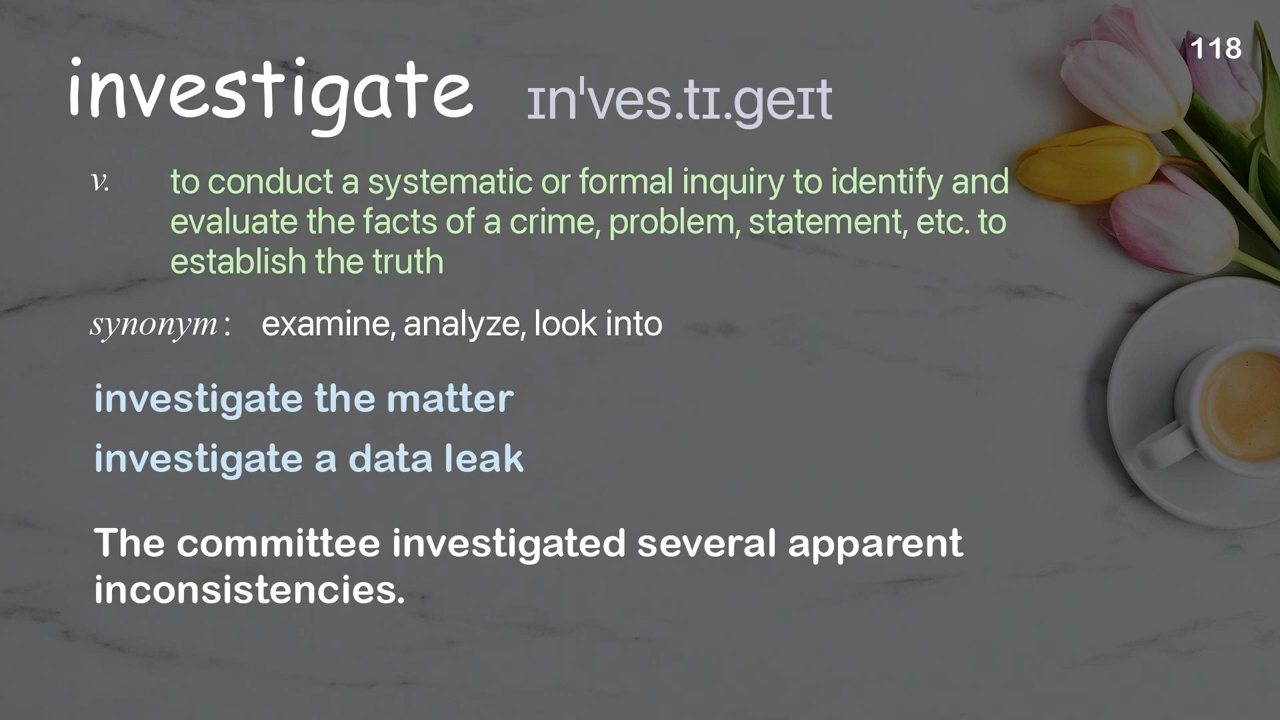 118
investigate ɪnˈves.tɪ.ɡeɪt
v. to conduct a systematic or formal inquiry to identify and
evaluate the facts of a crime, problem, statement, etc. to
establish the truth
synonym: examine, analyze, look into
investigate the matter
investigate a data leak
The committee investigated several apparent
inconsistencies.